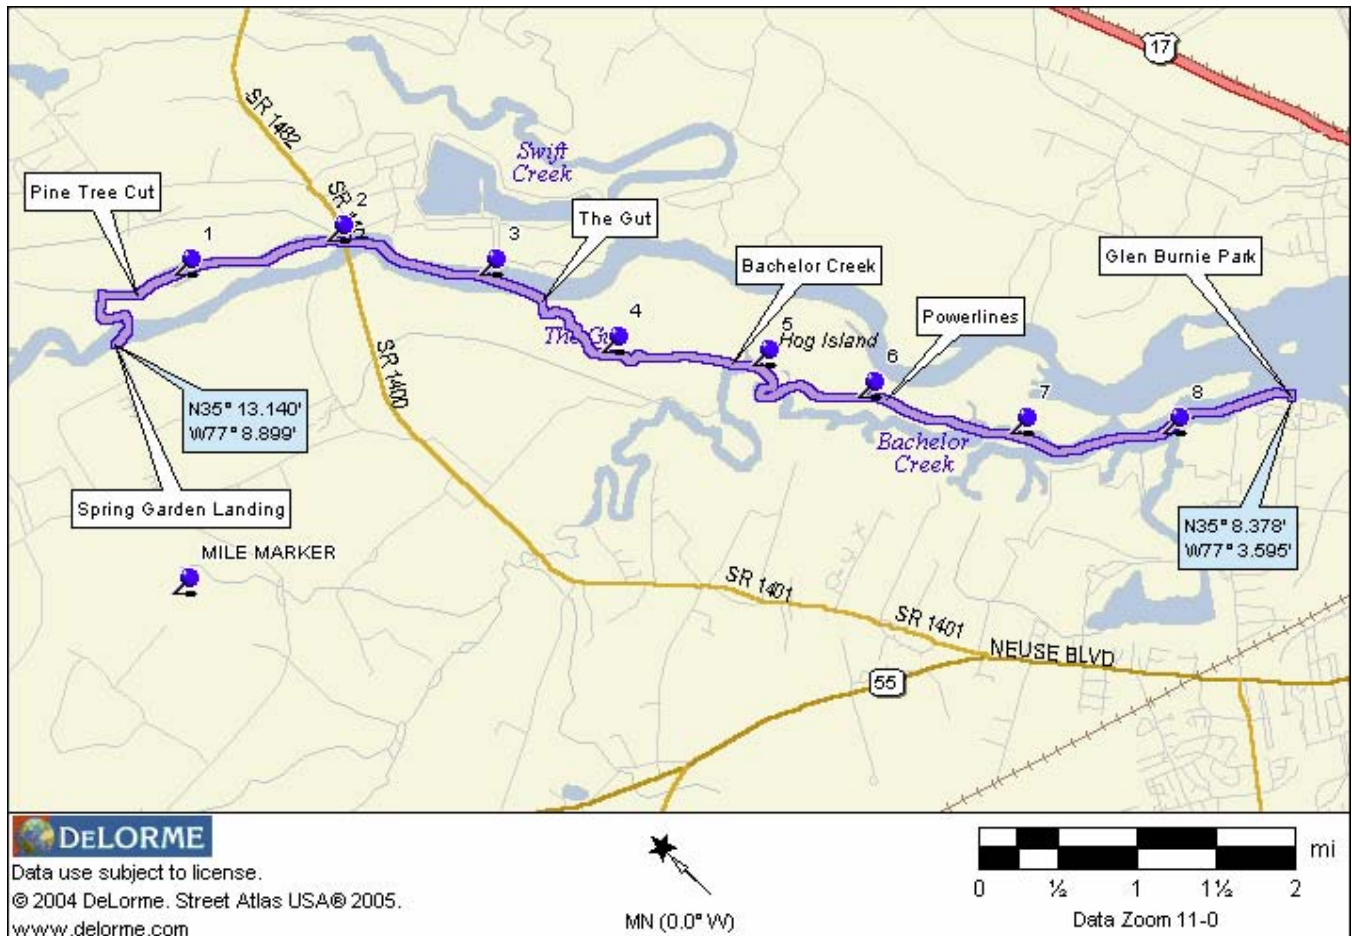 17
SR 1482
Swift
Creek
Pine Tree Cut
2
The Gut
1
3
Glen Burnie Park
Bachelor Creek
4
5
Hog Island
Powerlines
6
SR 1400
N35° 13.140'
W77° 8.899'
7
8
Bachelor
Creek
Spring Garden Landing
N35° 8.378'
W77° 3.595'
MILE MARKER
SR 1401
SR 1401
NEUSE BLVD
55
DELORME
Data use subject to license.
© 2004 DeLorme. Street Atlas USA® 2005.
www.delorme.com
MN (0.0° W)
mi
0 ½ 1 1½ 2
Data Zoom 11-0